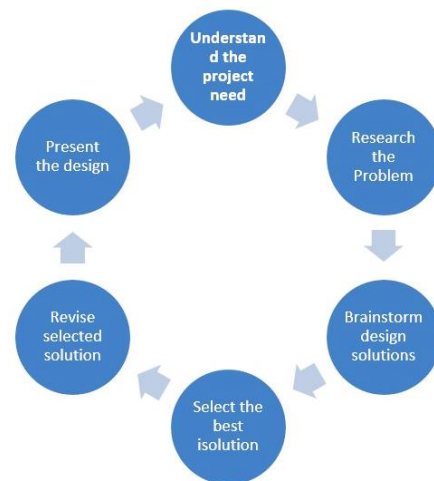 Understan
d the
project
need
Research
the
Problem
Brainstorm
design
solutions
Select the
best
isolution
Revise
selected
solution
Present
the design